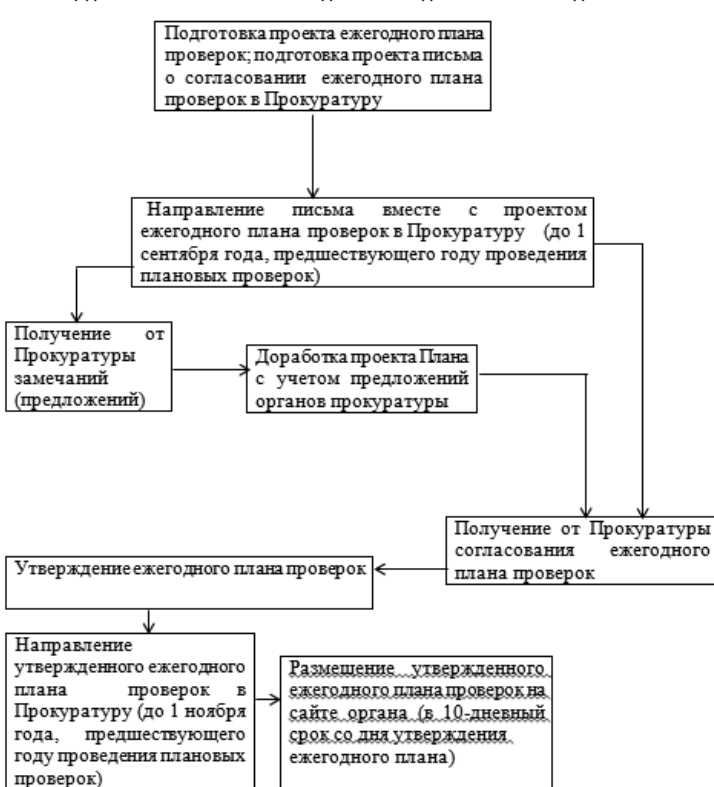 Подготовка проекта ежегодного плана
проверок; подготовка проекта письма
о согласовании ежегодного плана
проверок в Прокуратуру
Направление письма вместе с проектом
ежегодного плана проверок в Прокуратуру (до 1
сентября года, предшествующего году проведения
плановых проверок)
Получение от
Прокуратуры
замечаний
(предложений)
Доработка проекта Плана
с учетом предложений
органов прокуратуры
Получение от Прокуратуры
согласования ежегодного
плана проверок
Утверждение ежегодного плана проверок
Направление
утвержденного ежегодного
плана проверок в
Прокуратуру (до 1 ноября
года, предшествующего
году проведения плановых
проверок)
Размещение утвержденного
ежегодного плана проверок на
сайте органа (в 10-дневный
срок со дня утверждения
ежегодного плана)